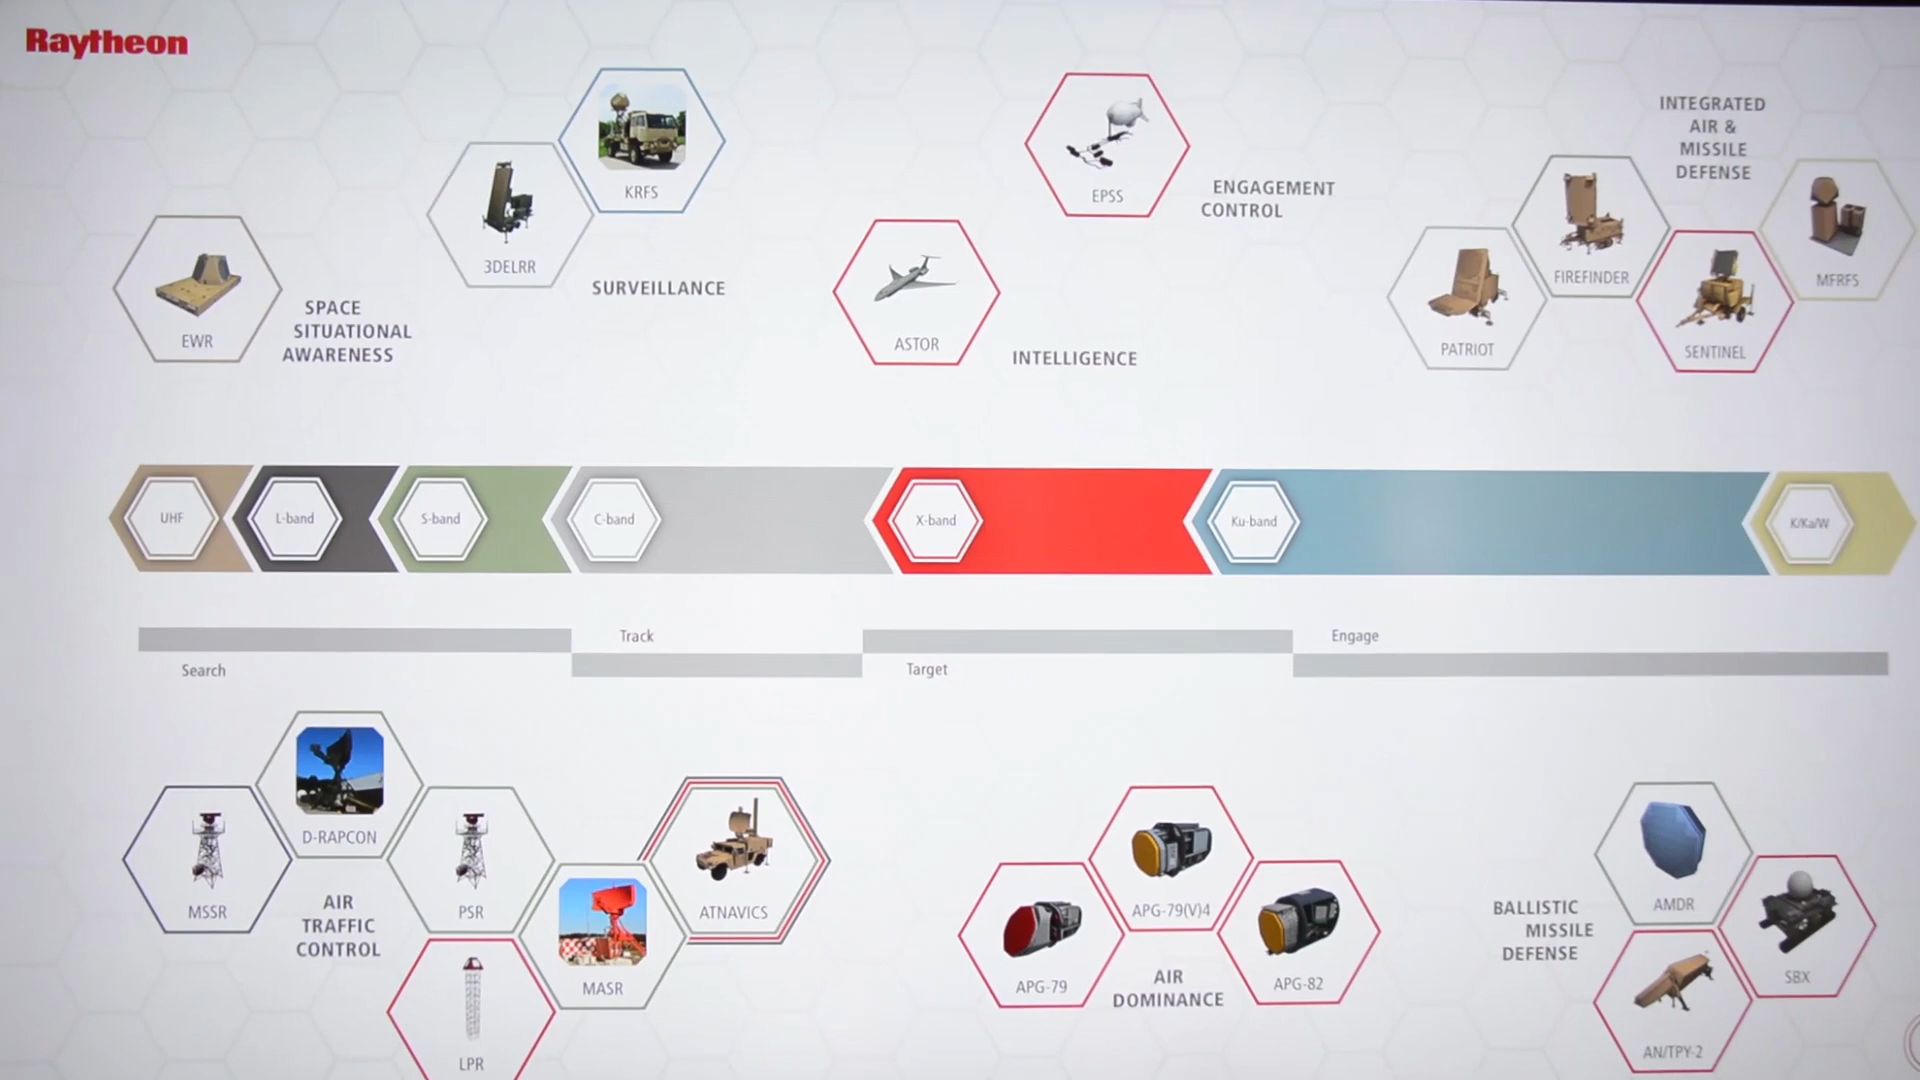 Raytheon
KRFS
3DELRR
SURVEILLANCE
EWR
SPACE
SITUATIONAL
AWARENESS
EPSS
ENGAGEMENT
CONTROL
ASTOR
INTELLIGENCE
INTEGRATED
AIR &
MISSILE
DEFENSE
FIREFINDER
MFRFS
PATRIOT
SENTINEL
UHF
L-band
S-band
C-band
X-band
Ku-band
K/Ka/W
Search
Track
Target
Engage
D-RAPCON
MSSR
PSR
AIR
TRAFFIC
CONTROL
LPR
MASR
ATNAVICS
APG-79(V)4
APG-79
APG-82
AIR
DOMINANCE
BALLISTIC
MISSILE
DEFENSE
AMDR
SBX
AN/TPY-2